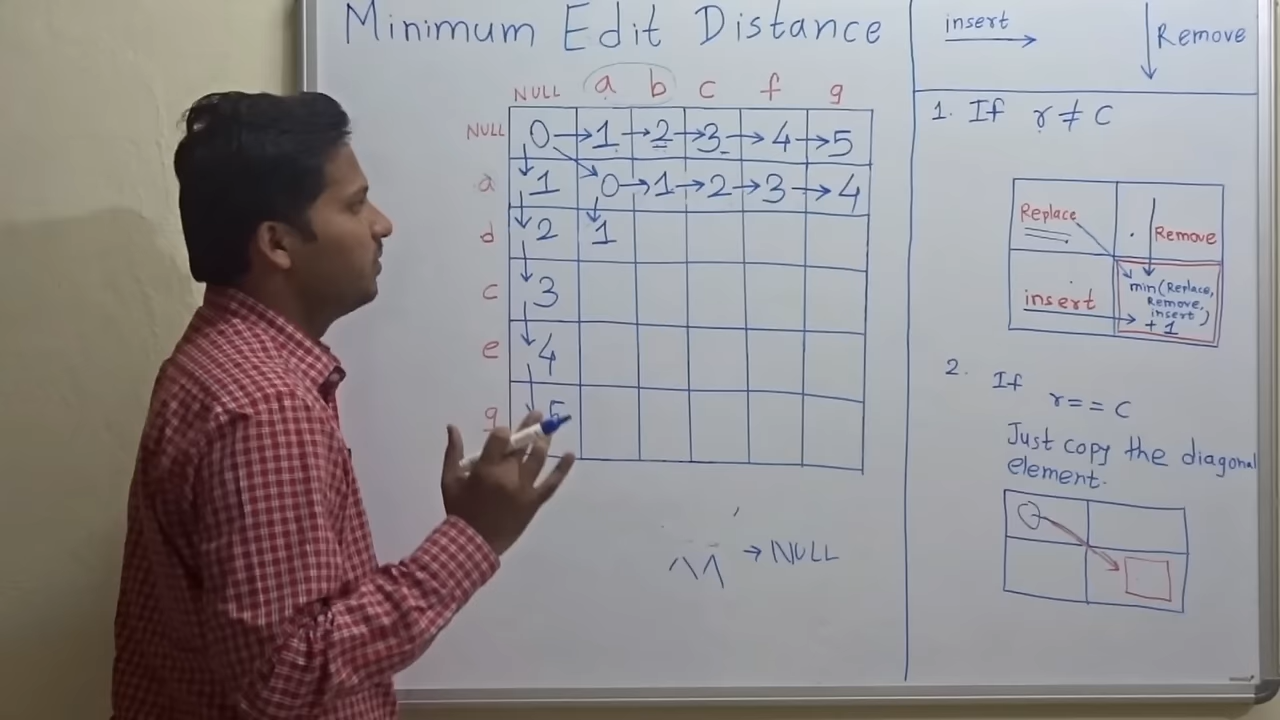 Minimum Edit Distance
NULL a b c f g
NULL 0 → 1 → 2 → 3 → 4 → 5
a 1 0 → 1 → 2 → 3 → 4
d 2 1
c 3
e 4
g 5
→ NULL
insert
Remove
1. If r ≠ C
Replace
Remove
insert
min(Replace,
Remove,
insert)
+ 1
2. If
r == C
Just copy the diagonal
element.